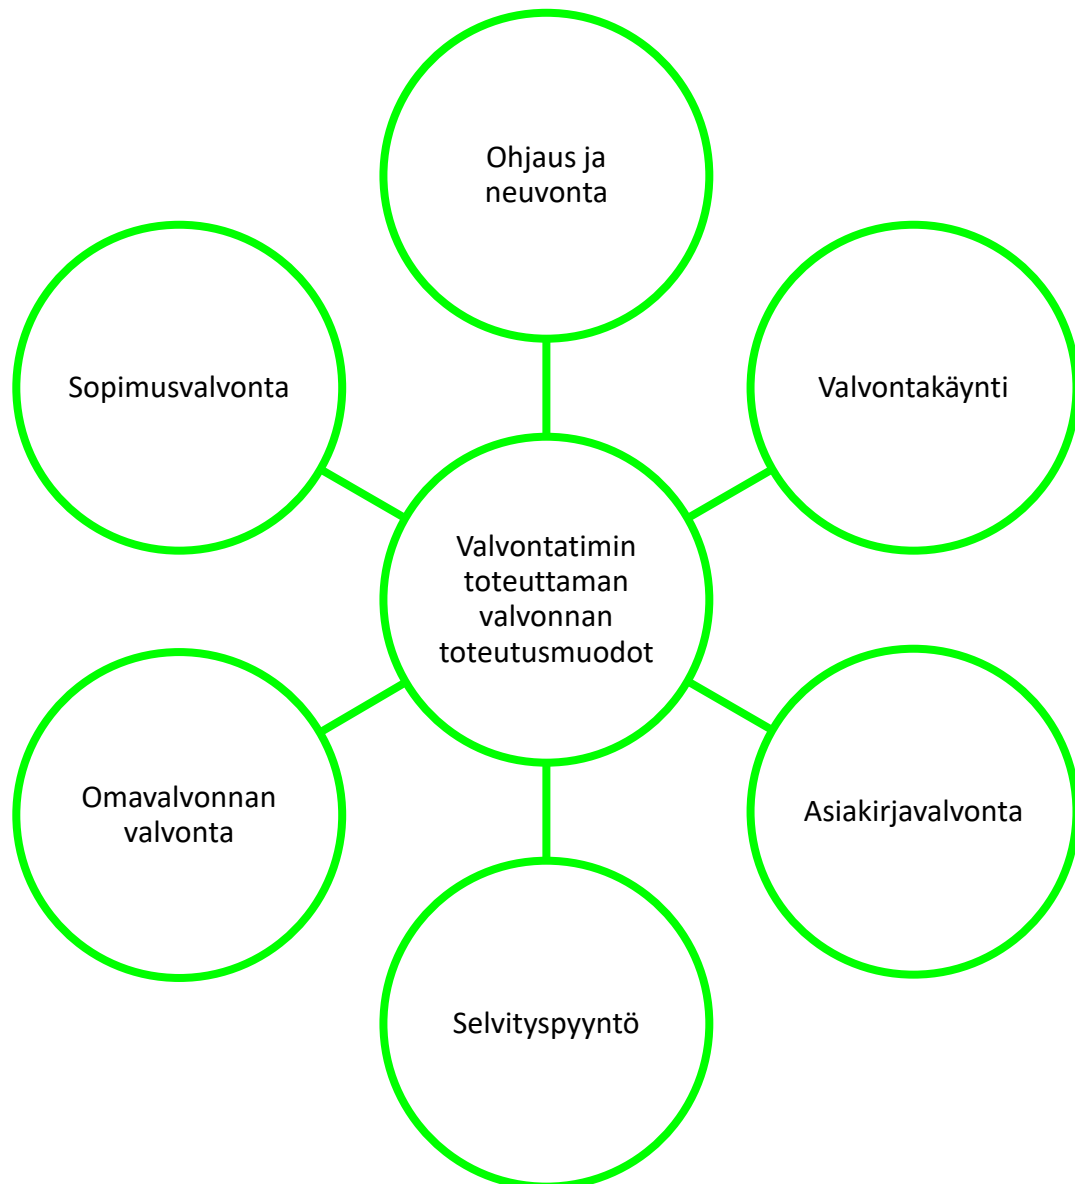 Ohjaus ja
neuvonta
Sopimusvalvonta
Valvontakäynti
Valvontatimin
toteuttaman
valvonnan
toteutusmuodot
Omavalvonnan
valvonta
Asiakirjavalvonta
Selvityspyyntö